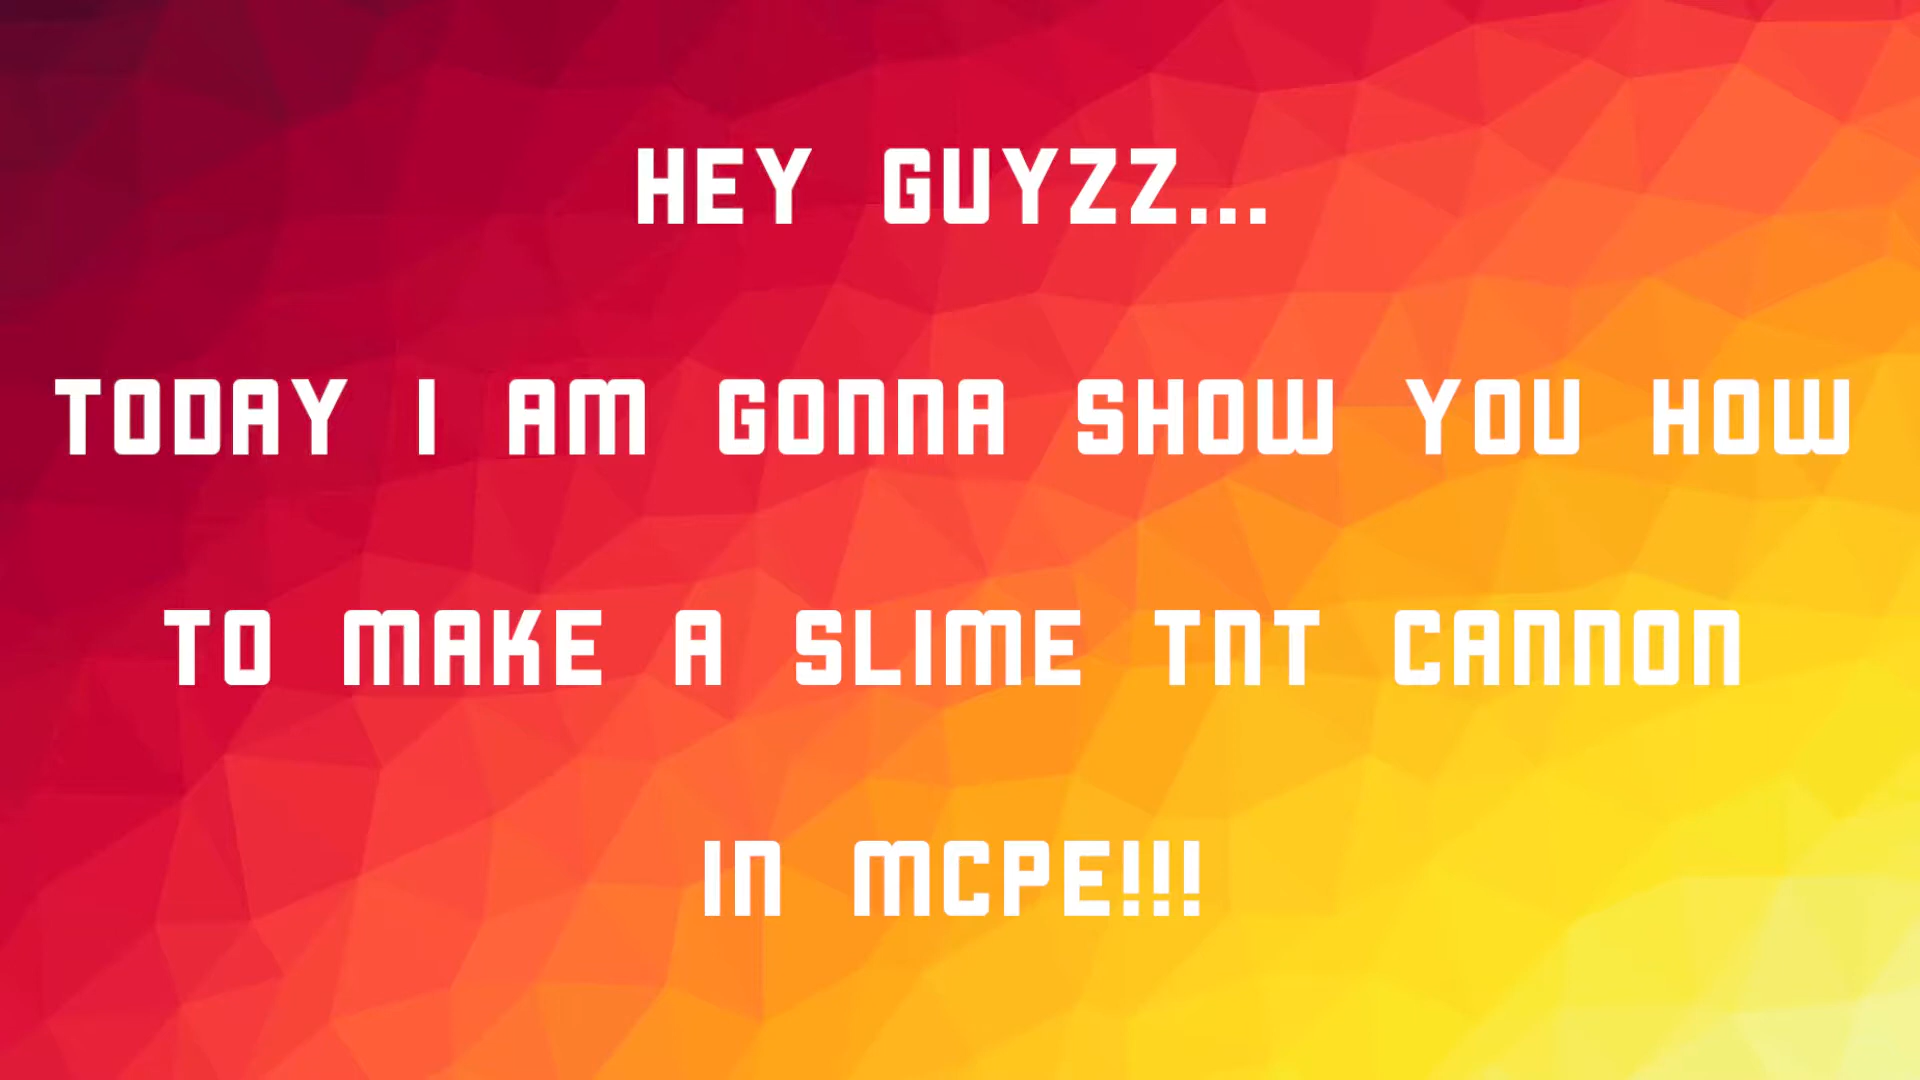 HEY GUYZZ...
TODAY I AM GONNA SHOW YOU HOW
TO MAKE A SLIME TNT CANNON
IN MCPE!!!